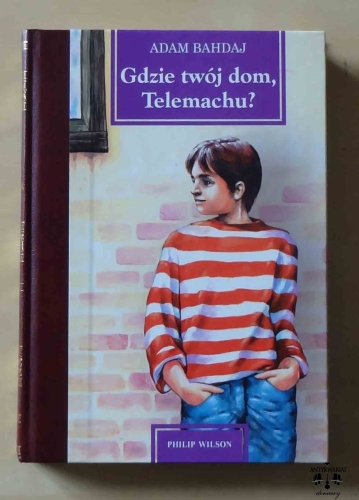 ADAM BAHDAJ
Gdzie twój dom,
Telemachu?
PHILIP WILSON